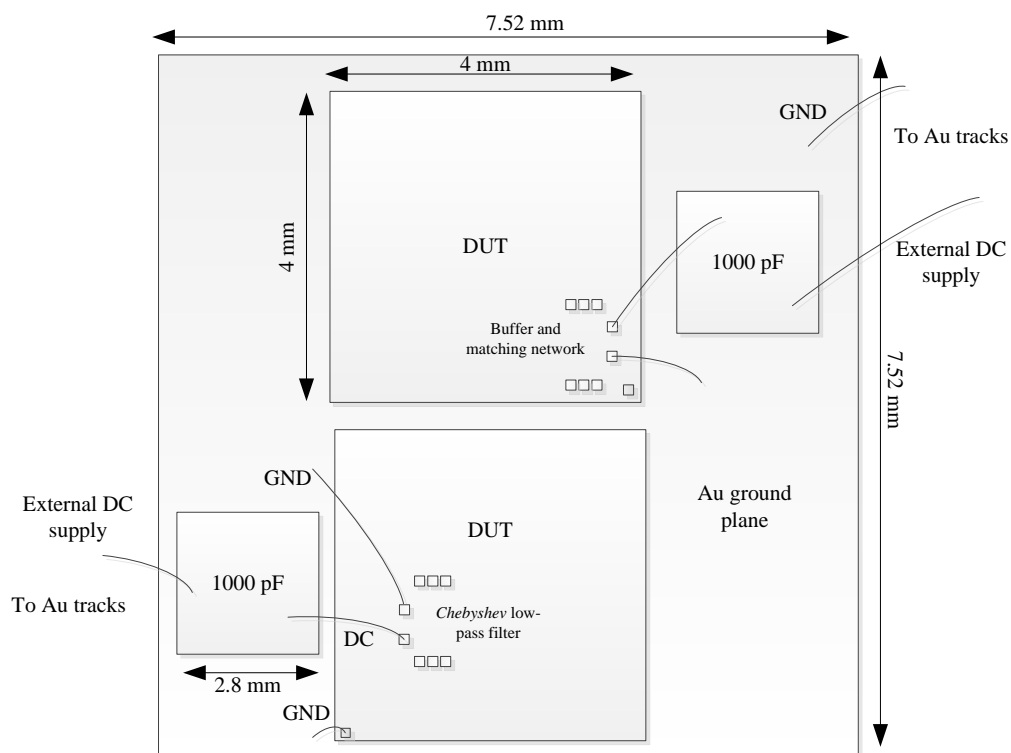 7.52 mm
4 mm
GND
To Au tracks
4 mm
DUT
1000 pF
External DC
supply
Buffer and
matching network
7.52 mm
GND
External DC
supply
Au ground
plane
DUT
1000 pF
To Au tracks
Chebyshev low-
pass filter
DC
2.8 mm
GND